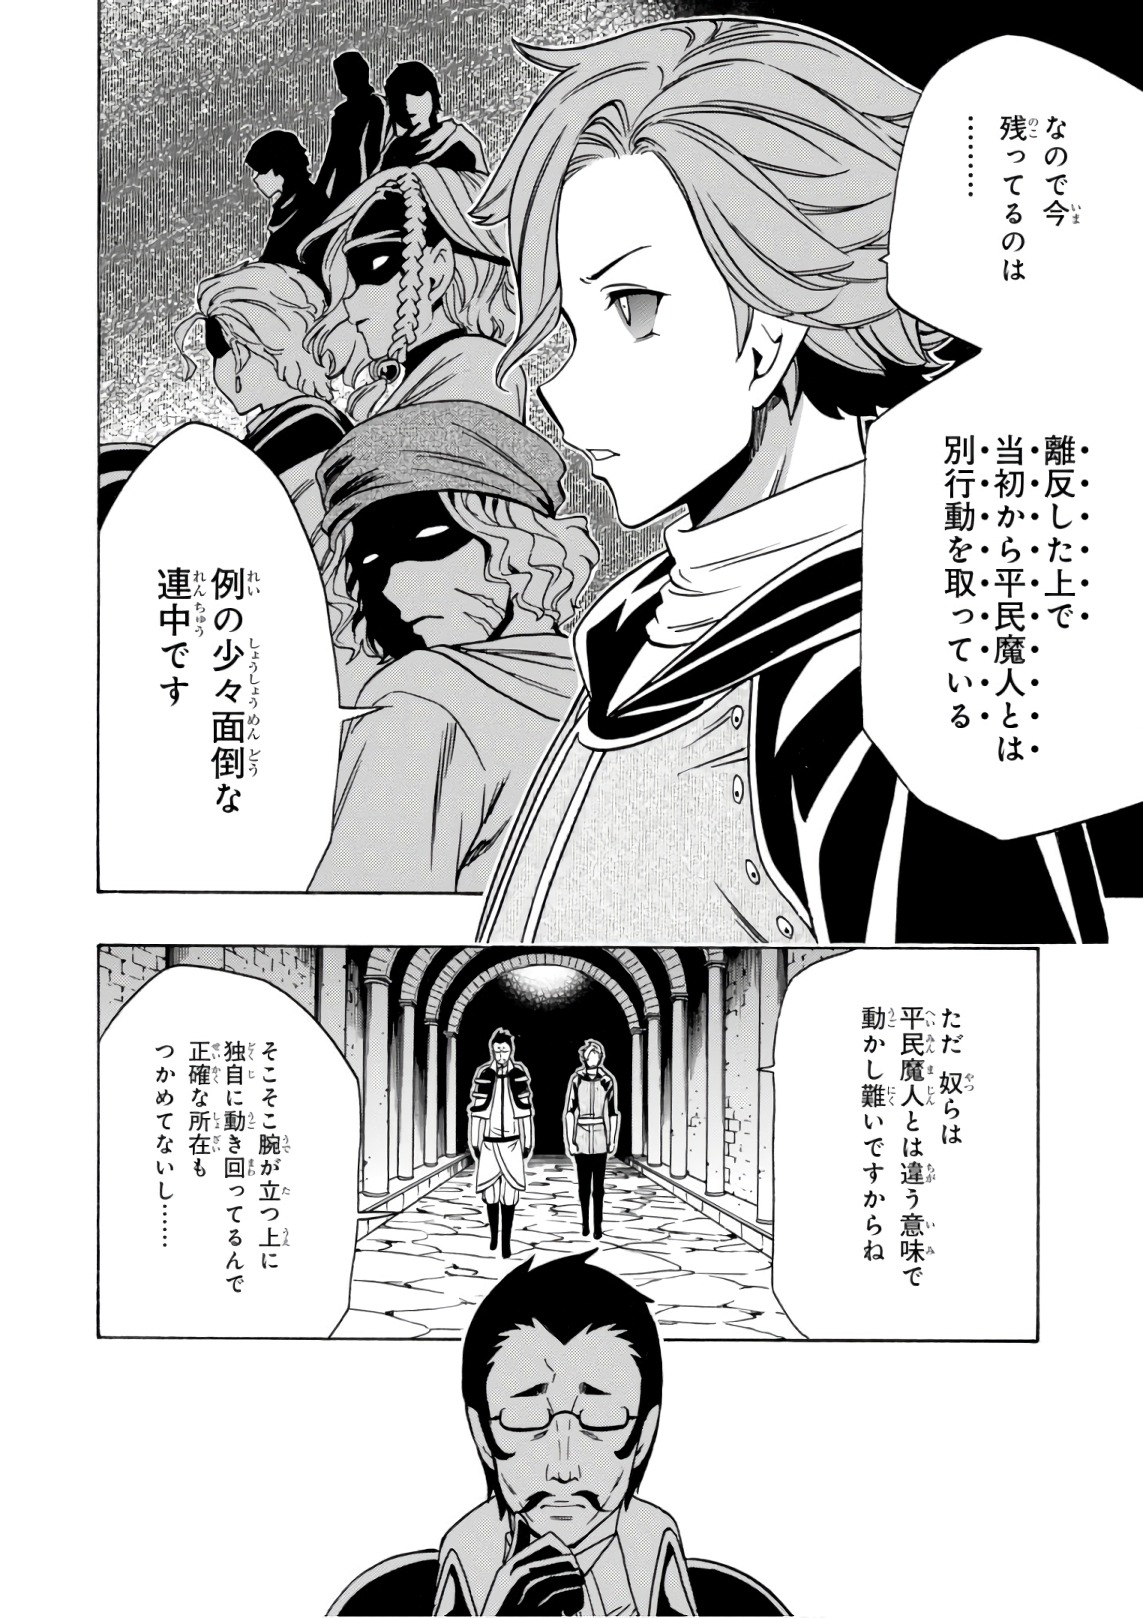 なので今
残ってるのは
………
離反した上で
当初から平民魔人とは
別行動を取っている
例の少々面倒な
連中です
ただ 奴らは
平民魔人とは違う意味で
動かし難いですからね
そこそこ腕が立つ上に
独自に動き回ってるんで
正確な所在も
つかめてないし……